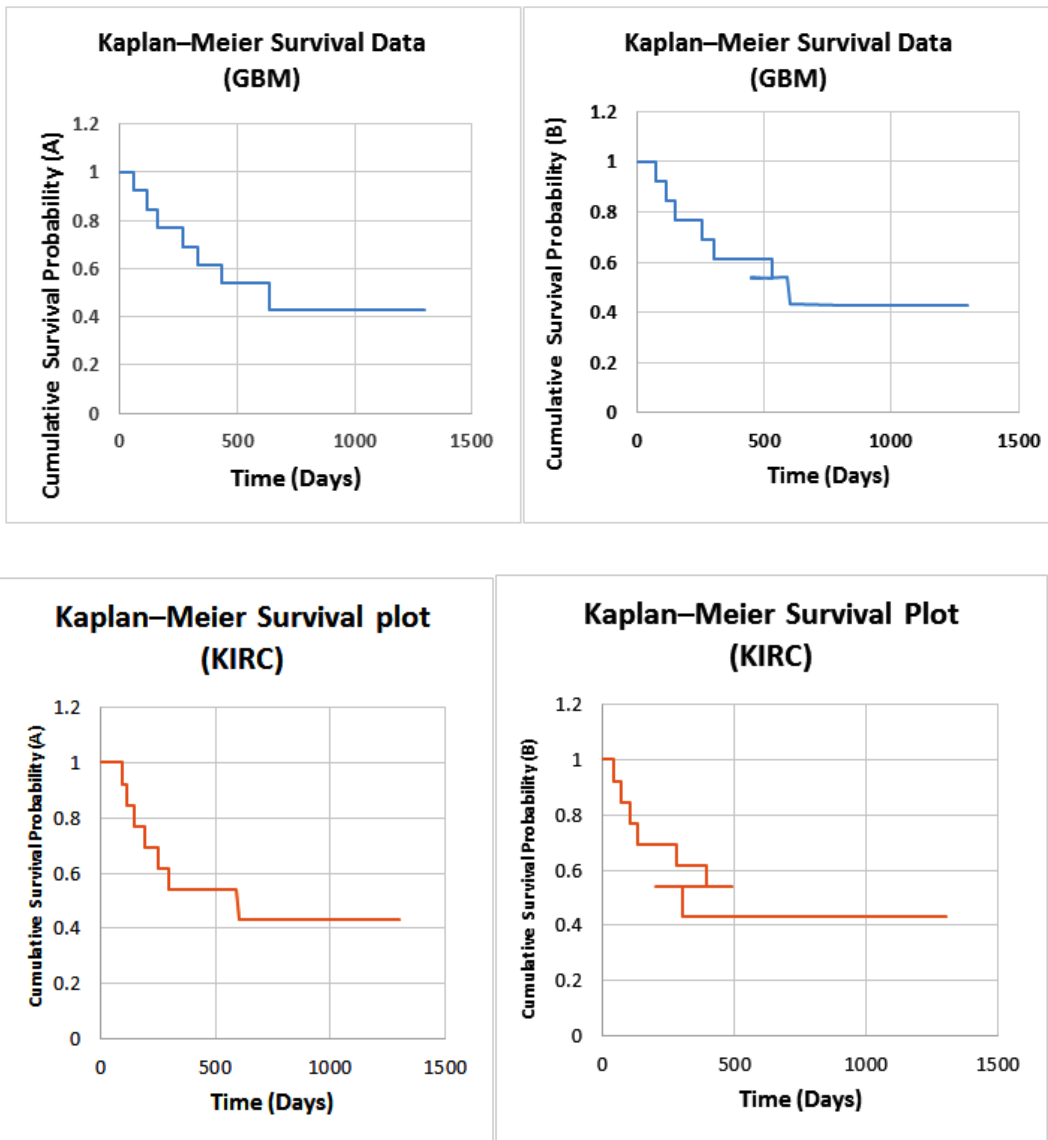 Kaplan–Meier Survival Data
(GBM)
Cumulative Survival Probability (A)
1.2
1
0.8
0.6
0.4
0.2
0
0 500 1000 1500
Time (Days)
Kaplan–Meier Survival Data
(GBM)
Cumulative Survival Probability (B)
1.2
1
0.8
0.6
0.4
0.2
0
0 500 1000 1500
Time (Days)
Kaplan–Meier Survival plot
(KIRC)
Cumulative Survival Probability (A)
1.2
1
0.8
0.6
0.4
0.2
0
0 500 1000 1500
Time (Days)
Kaplan–Meier Survival Plot
(KIRC)
Cumulative Survival Probability (B)
1.2
1
0.8
0.6
0.4
0.2
0
0 500 1000 1500
Time (Days)